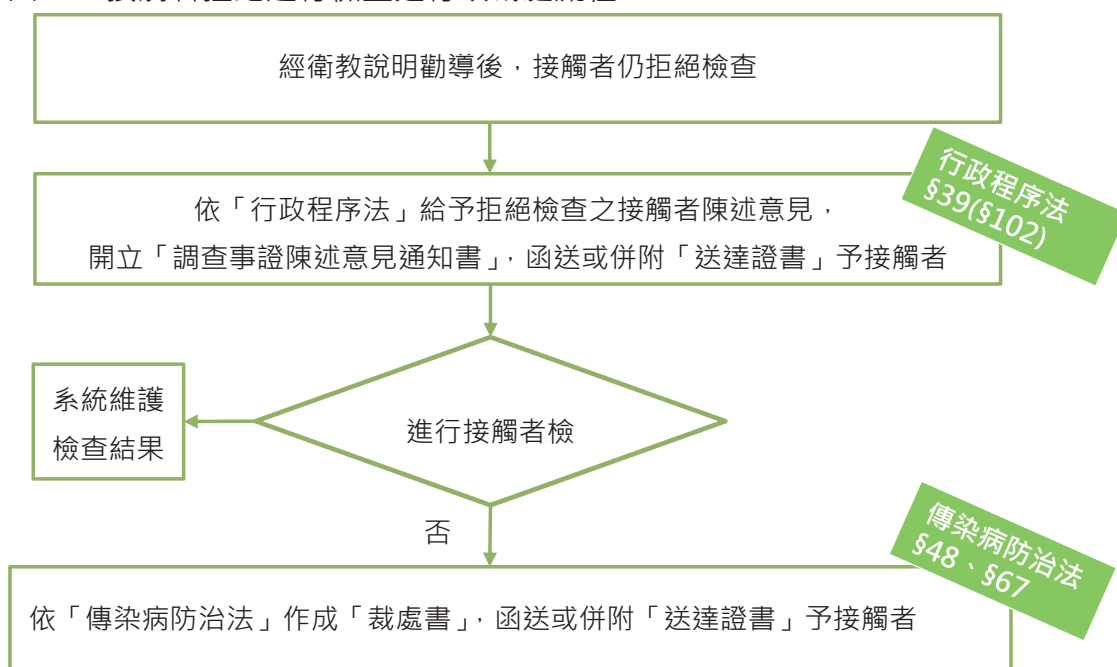 經衛教說明勸導後，接觸者仍拒絕檢查
行政程序法
§39(§102)
依「行政程序法」給予拒絕檢查之接觸者陳述意見，
開立「調查事證陳述意見通知書」，函送或併附「送達證書」予接觸者
系統維護
檢查結果
進行接觸者檢
否
傳染病防治法
§48、§67
依「傳染病防治法」作成「裁處書」，函送或併附「送達證書」予接觸者